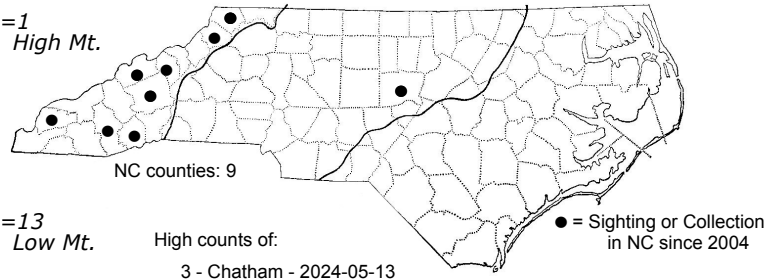 =1
High Mt.
NC counties: 9
=13
Low Mt.
High counts of:
3 - Chatham - 2024-05-13
● = Sighting or Collection
in NC since 2004